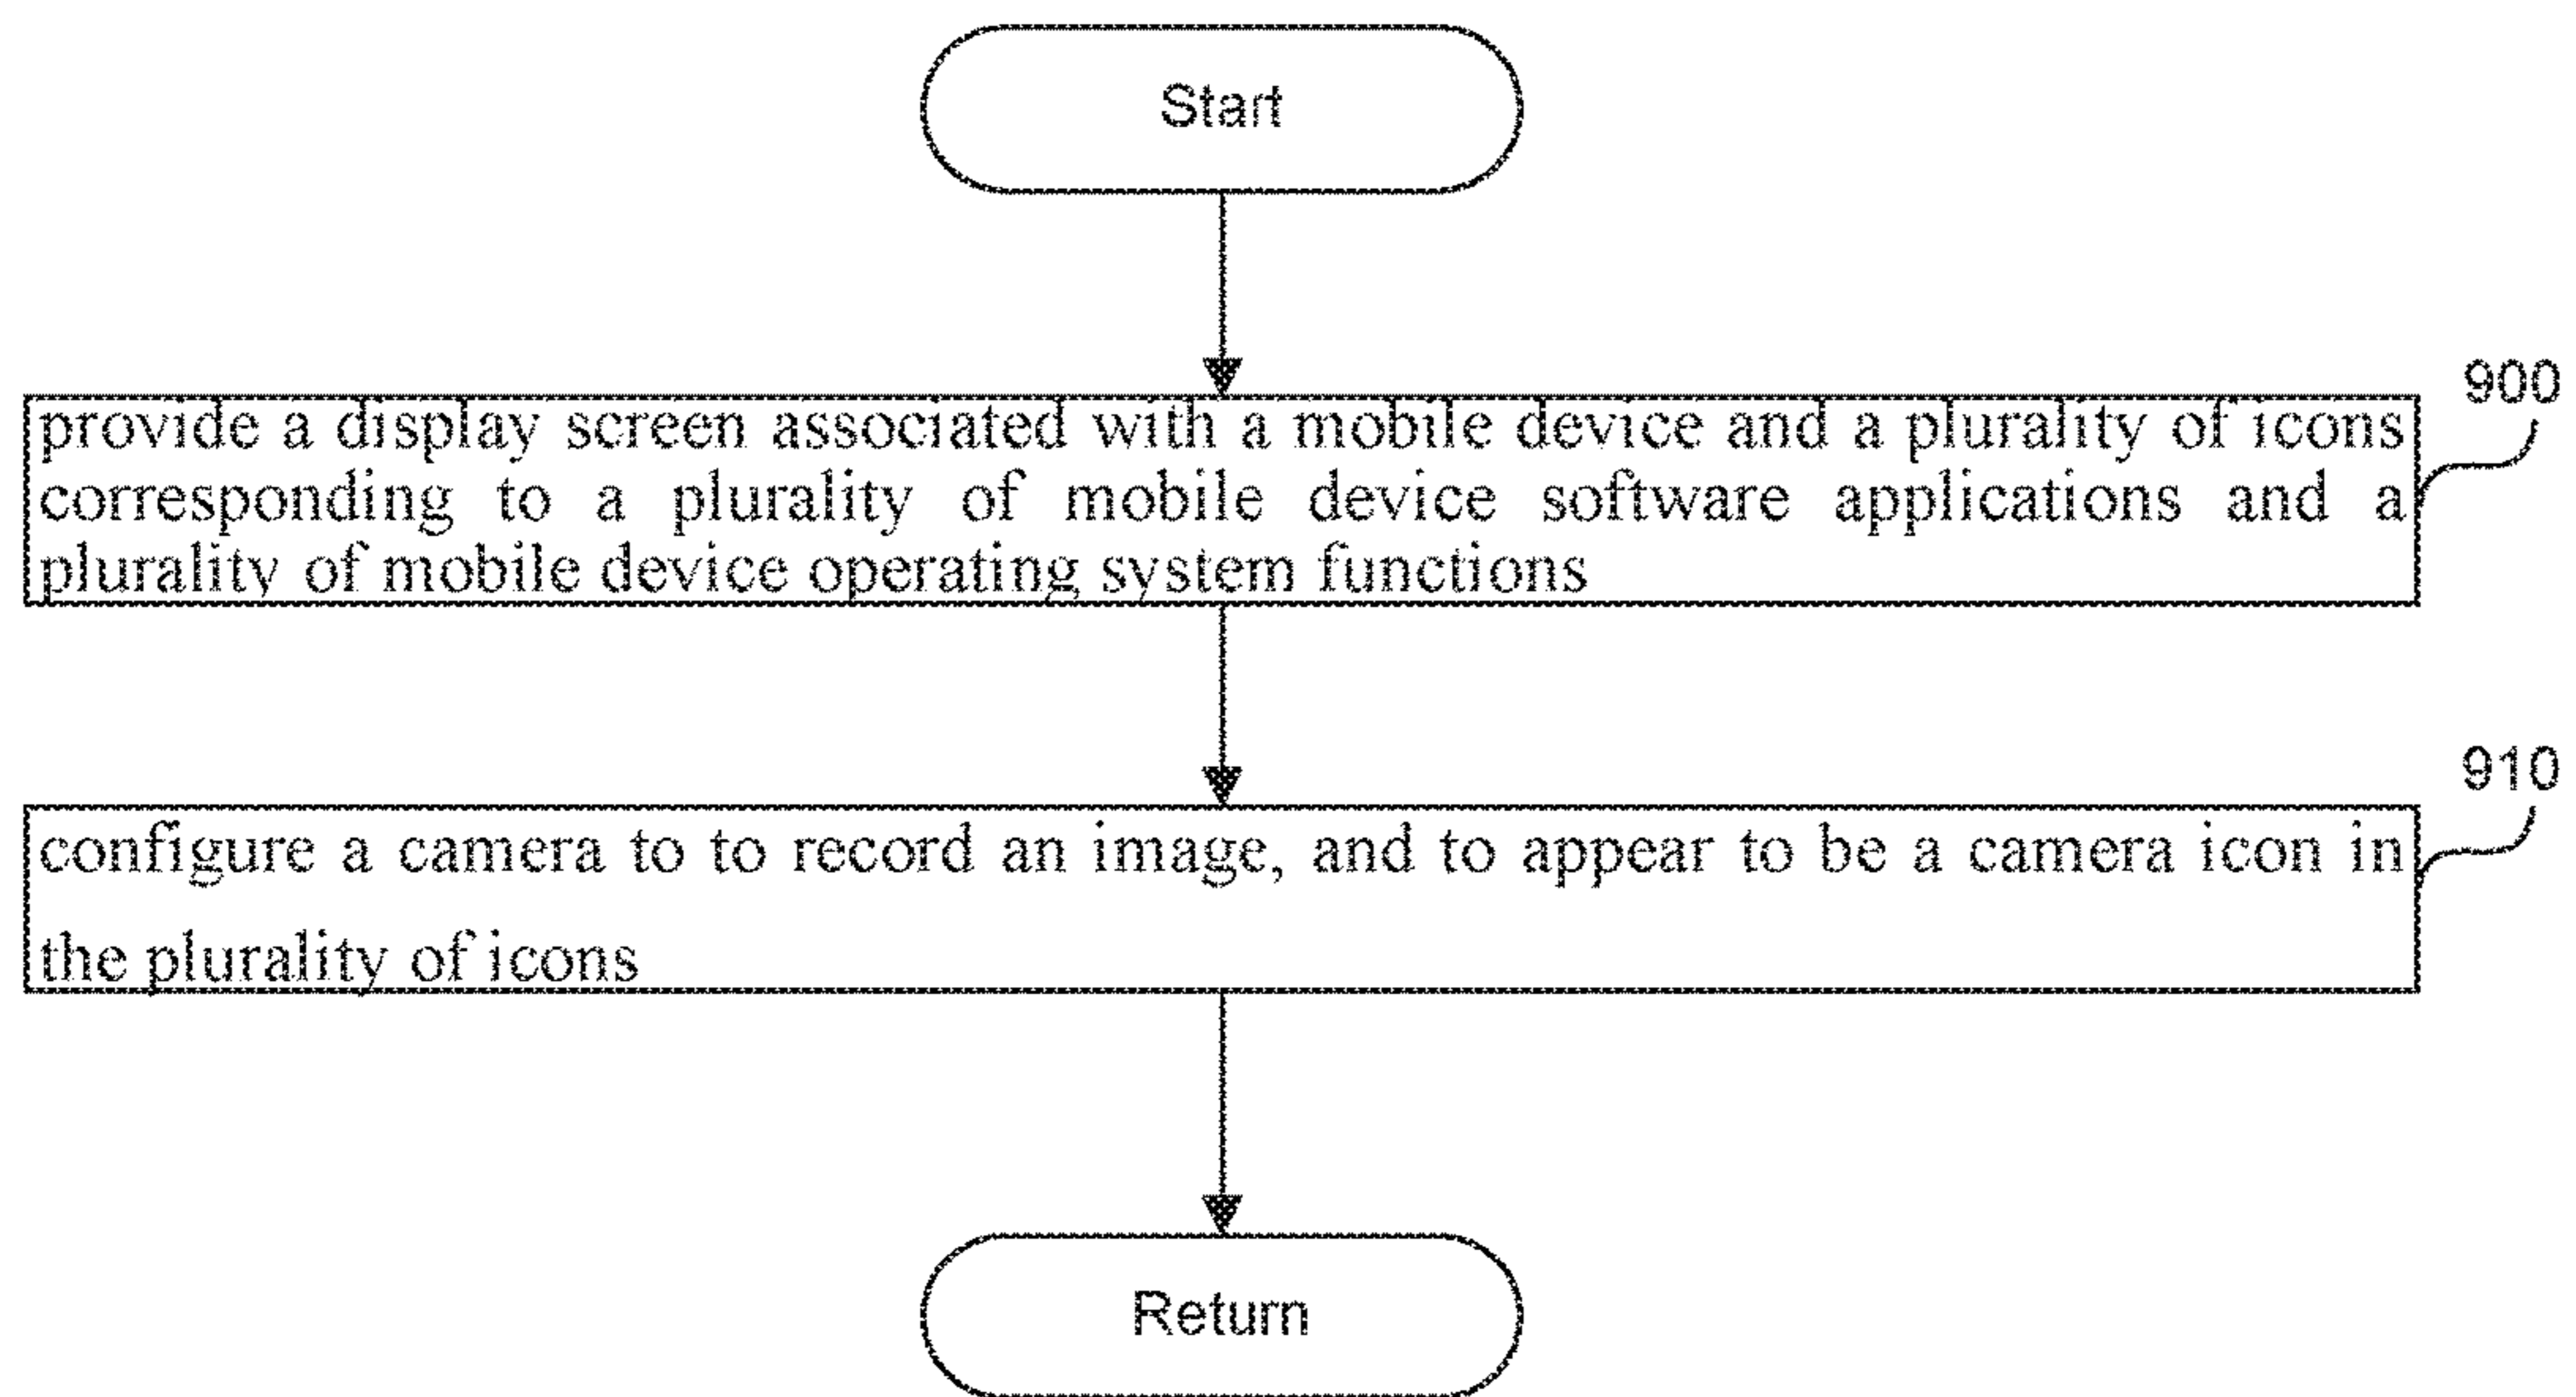 Start
900
provide a display screen associated with a mobile device and a plurality of icons
corresponding to a plurality of mobile device software applications and a
plurality of mobile device operating system functions
910
configure a camera to to record an image, and to appear to be a camera icon in
the plurality of icons
Return